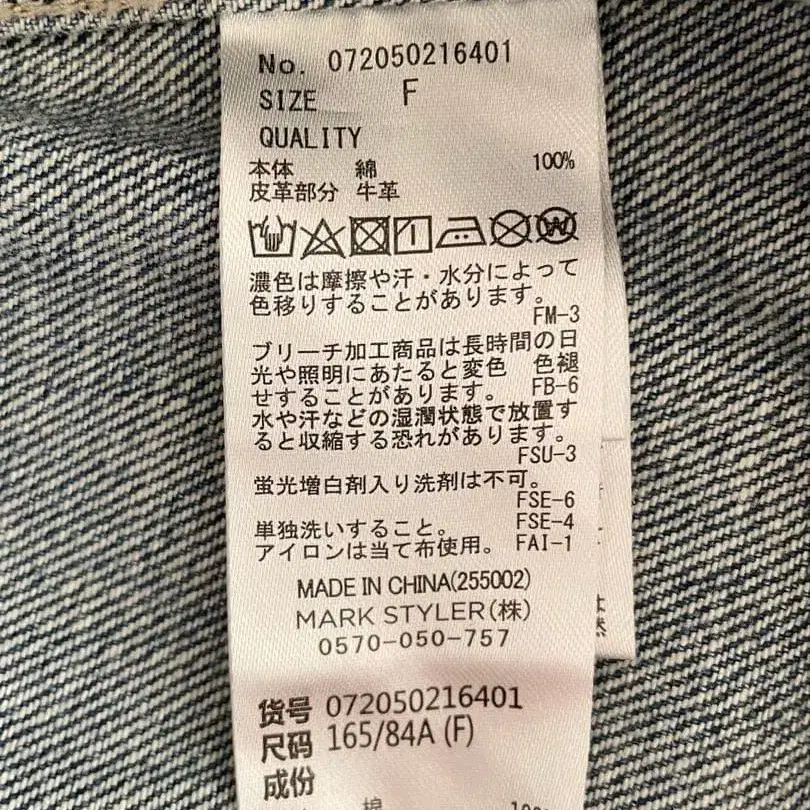 No. 072050216401
SIZE F
QUALITY
本体 綿 100%
皮革部分 牛革
濃色は摩擦や汗・水分によって
色移りすることがあります。
FM-3
ブリーチ加工商品は長時間の日
光や照明にあたると変色 色褪
せすることがあります。
FB-6
水や汗などの湿潤状態で放置す
ると収縮する恐れがあります。
FSU-3
蛍光増白剤入り洗剤は不可。
FSE-6
単独洗いすること。 FSE-4
アイロンは当て布使用。 FAI-1
MADE IN CHINA(255002)
MARK STYLER(株)
0570-050-757
货号 072050216401
尺码 165/84A (F)
成份